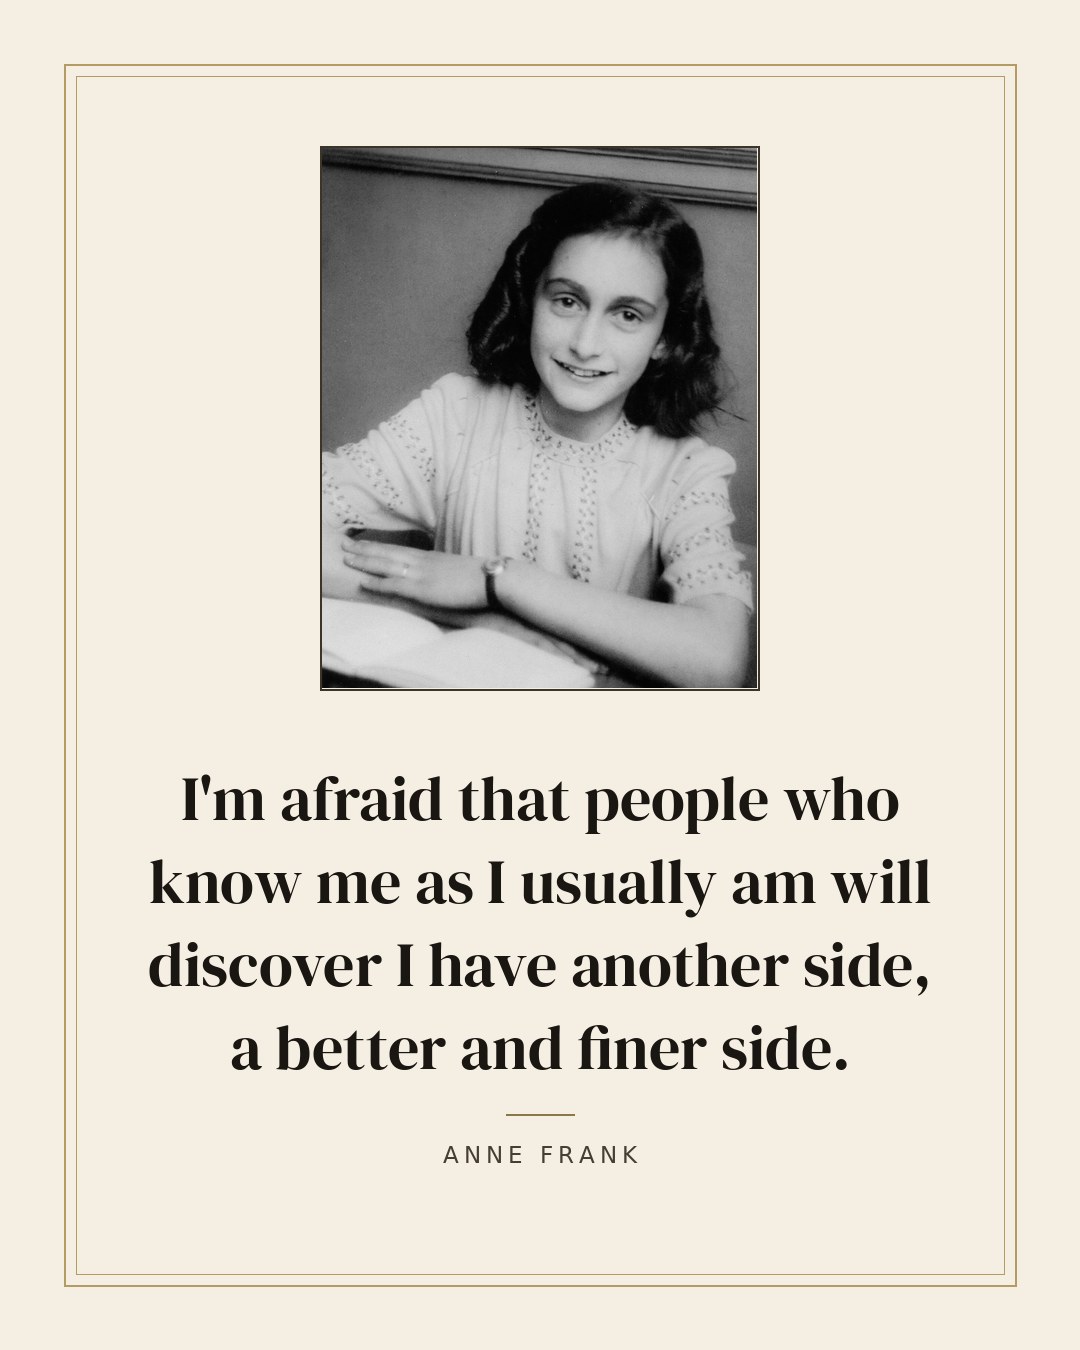 I'm afraid that people who
know me as I usually am will
discover I have another side,
a better and finer side.
ANNE FRANK